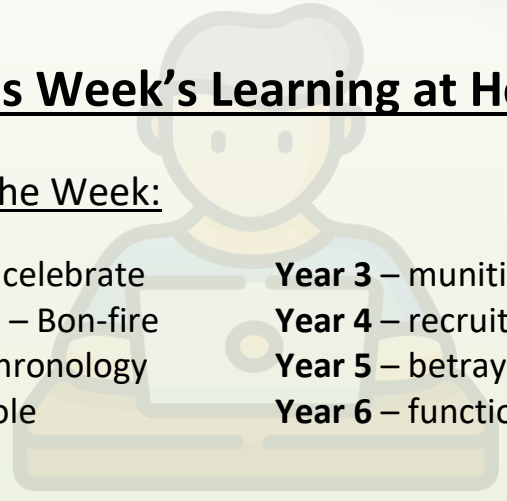 s Week's Learning at H
he Week:
celebrate Year 3 – muniti
– Bon-fire Year 4 – recruit
hronology Year 5 – betray
ble Year 6 – functio